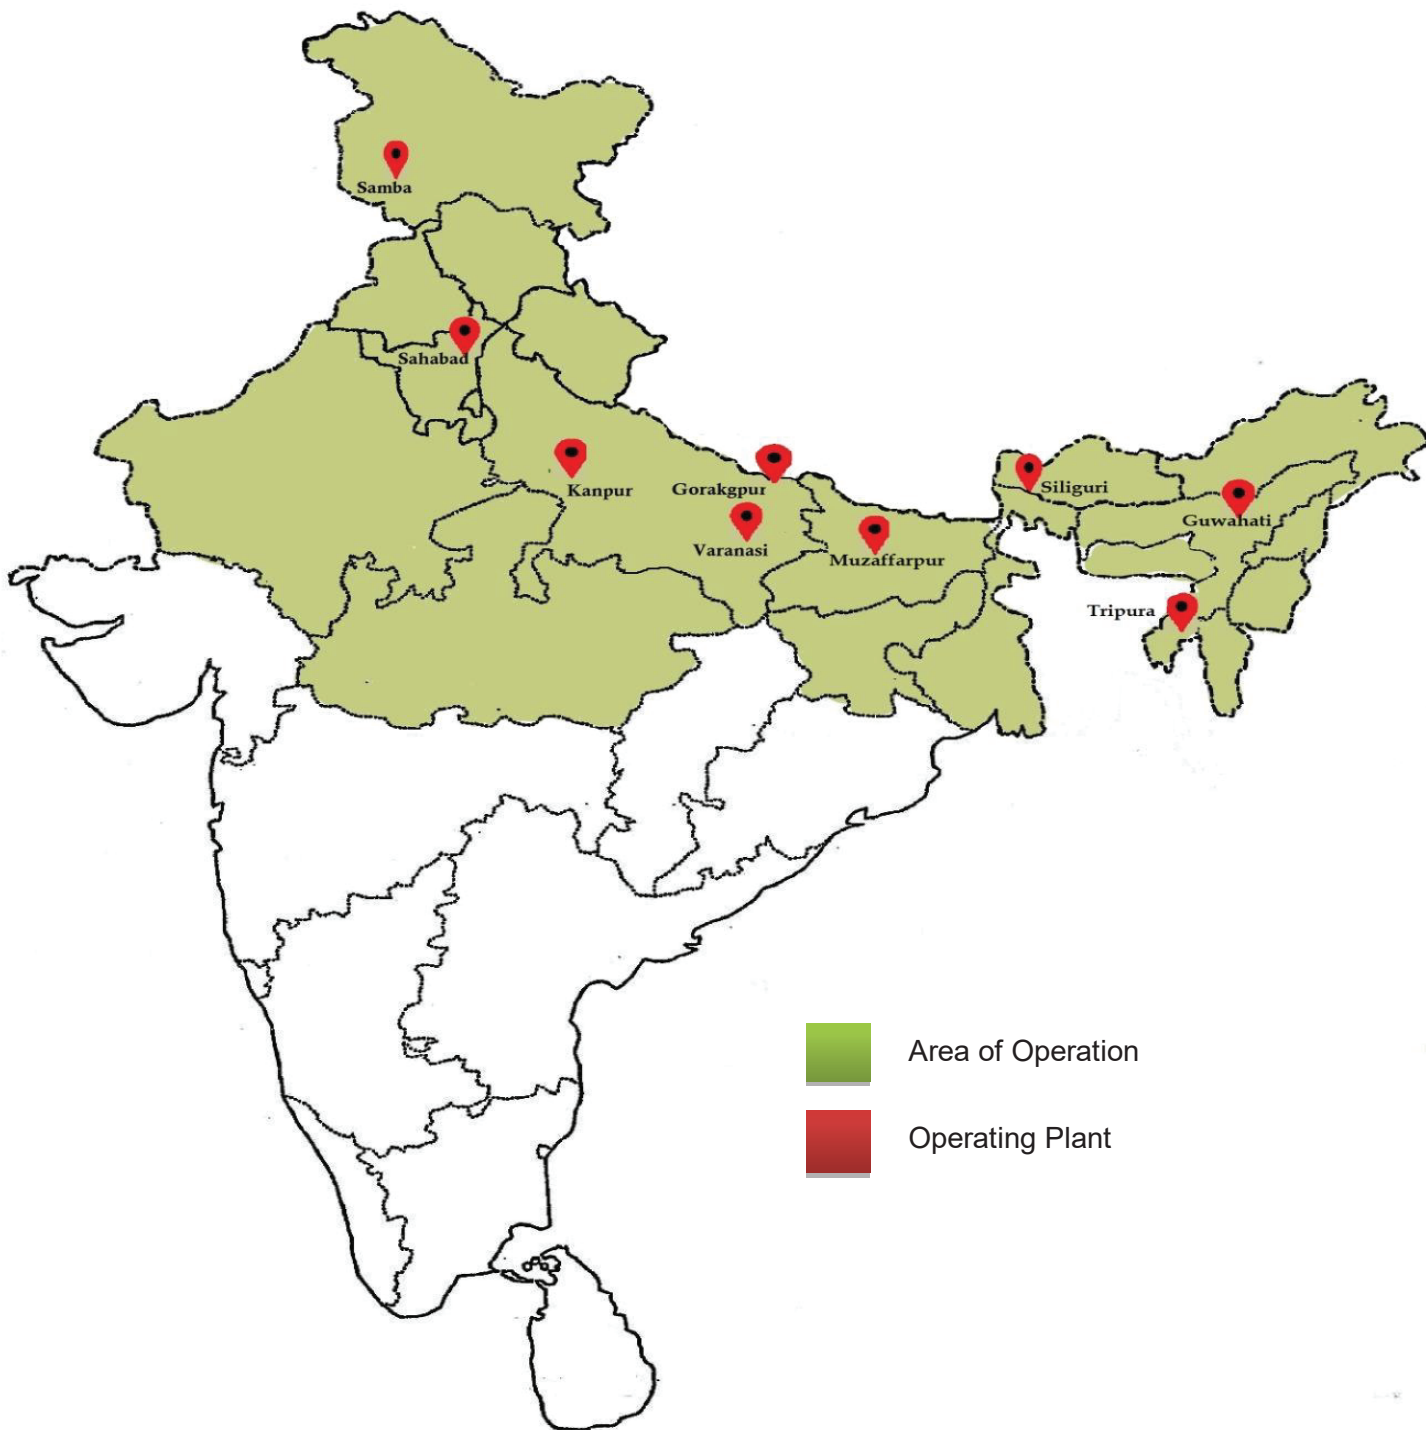 Samba
Sahabad
Kanpur
Gorakgpur
Siliguri
Guwahati
Varanasi
Muzaffarpur
Tripura
Area of Operation
Operating Plant